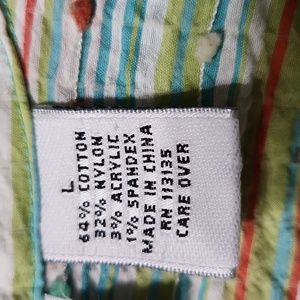 L
64% COTTON
32% NYLON
3% ACRYLIC
1% SPANDEX
MADE IN CHINA
RN 113135
CARE OVER